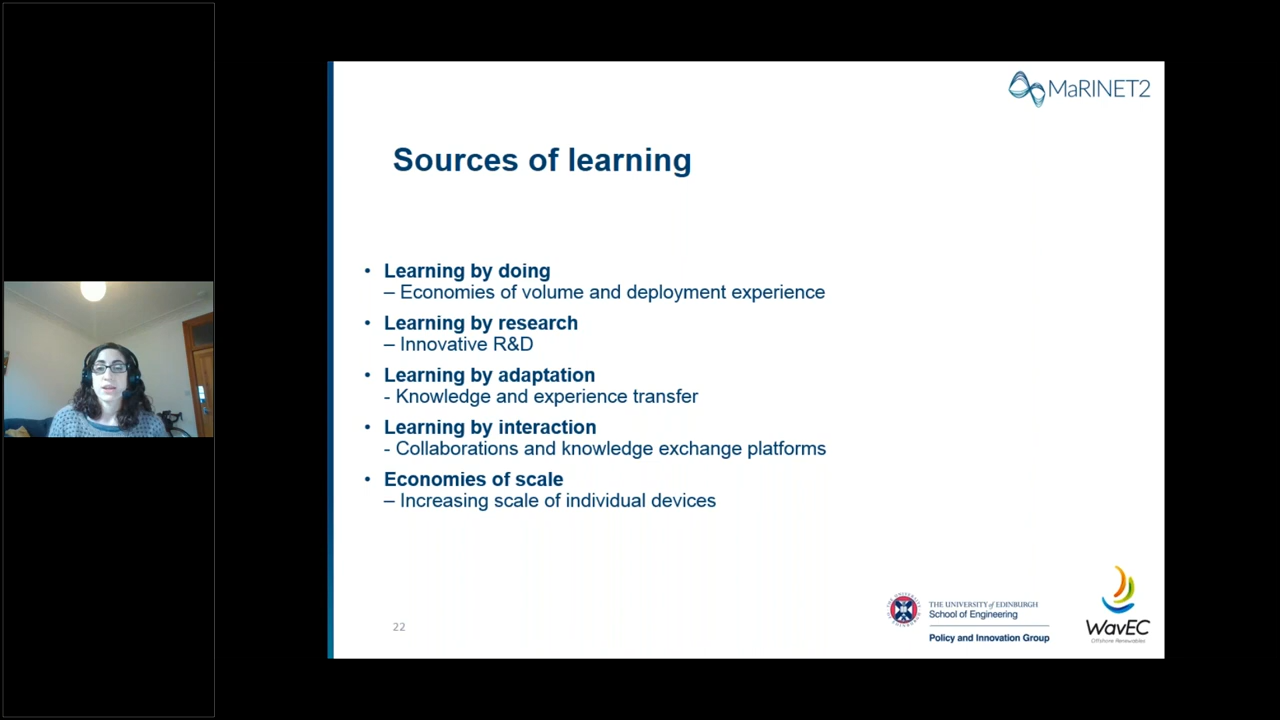 MaRINET2
Sources of learning
• Learning by doing
– Economies of volume and deployment experience
• Learning by research
– Innovative R&D
• Learning by adaptation
- Knowledge and experience transfer
• Learning by interaction
- Collaborations and knowledge exchange platforms
• Economies of scale
– Increasing scale of individual devices
22
THE UNIVERSITY of EDINBURGH
School of Engineering
Policy and Innovation Group
WavEC
Offshore Renewables